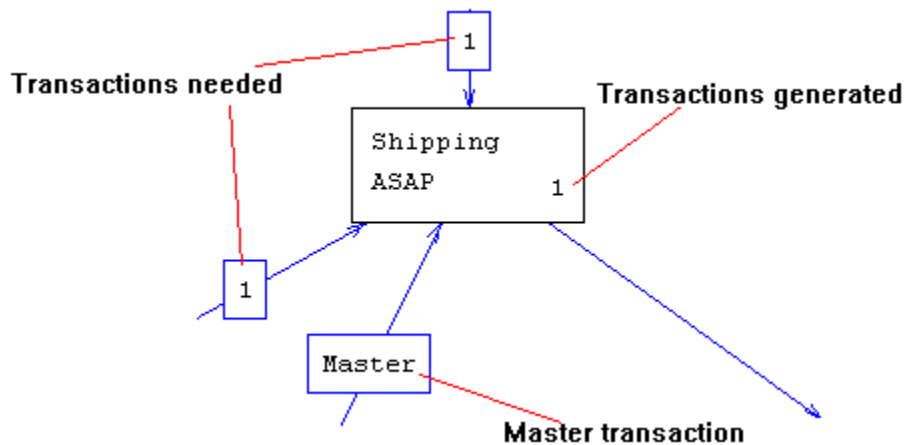 1
Transactions needed
Transactions generated
Shipping
ASAP 1
1
Master
Master transaction